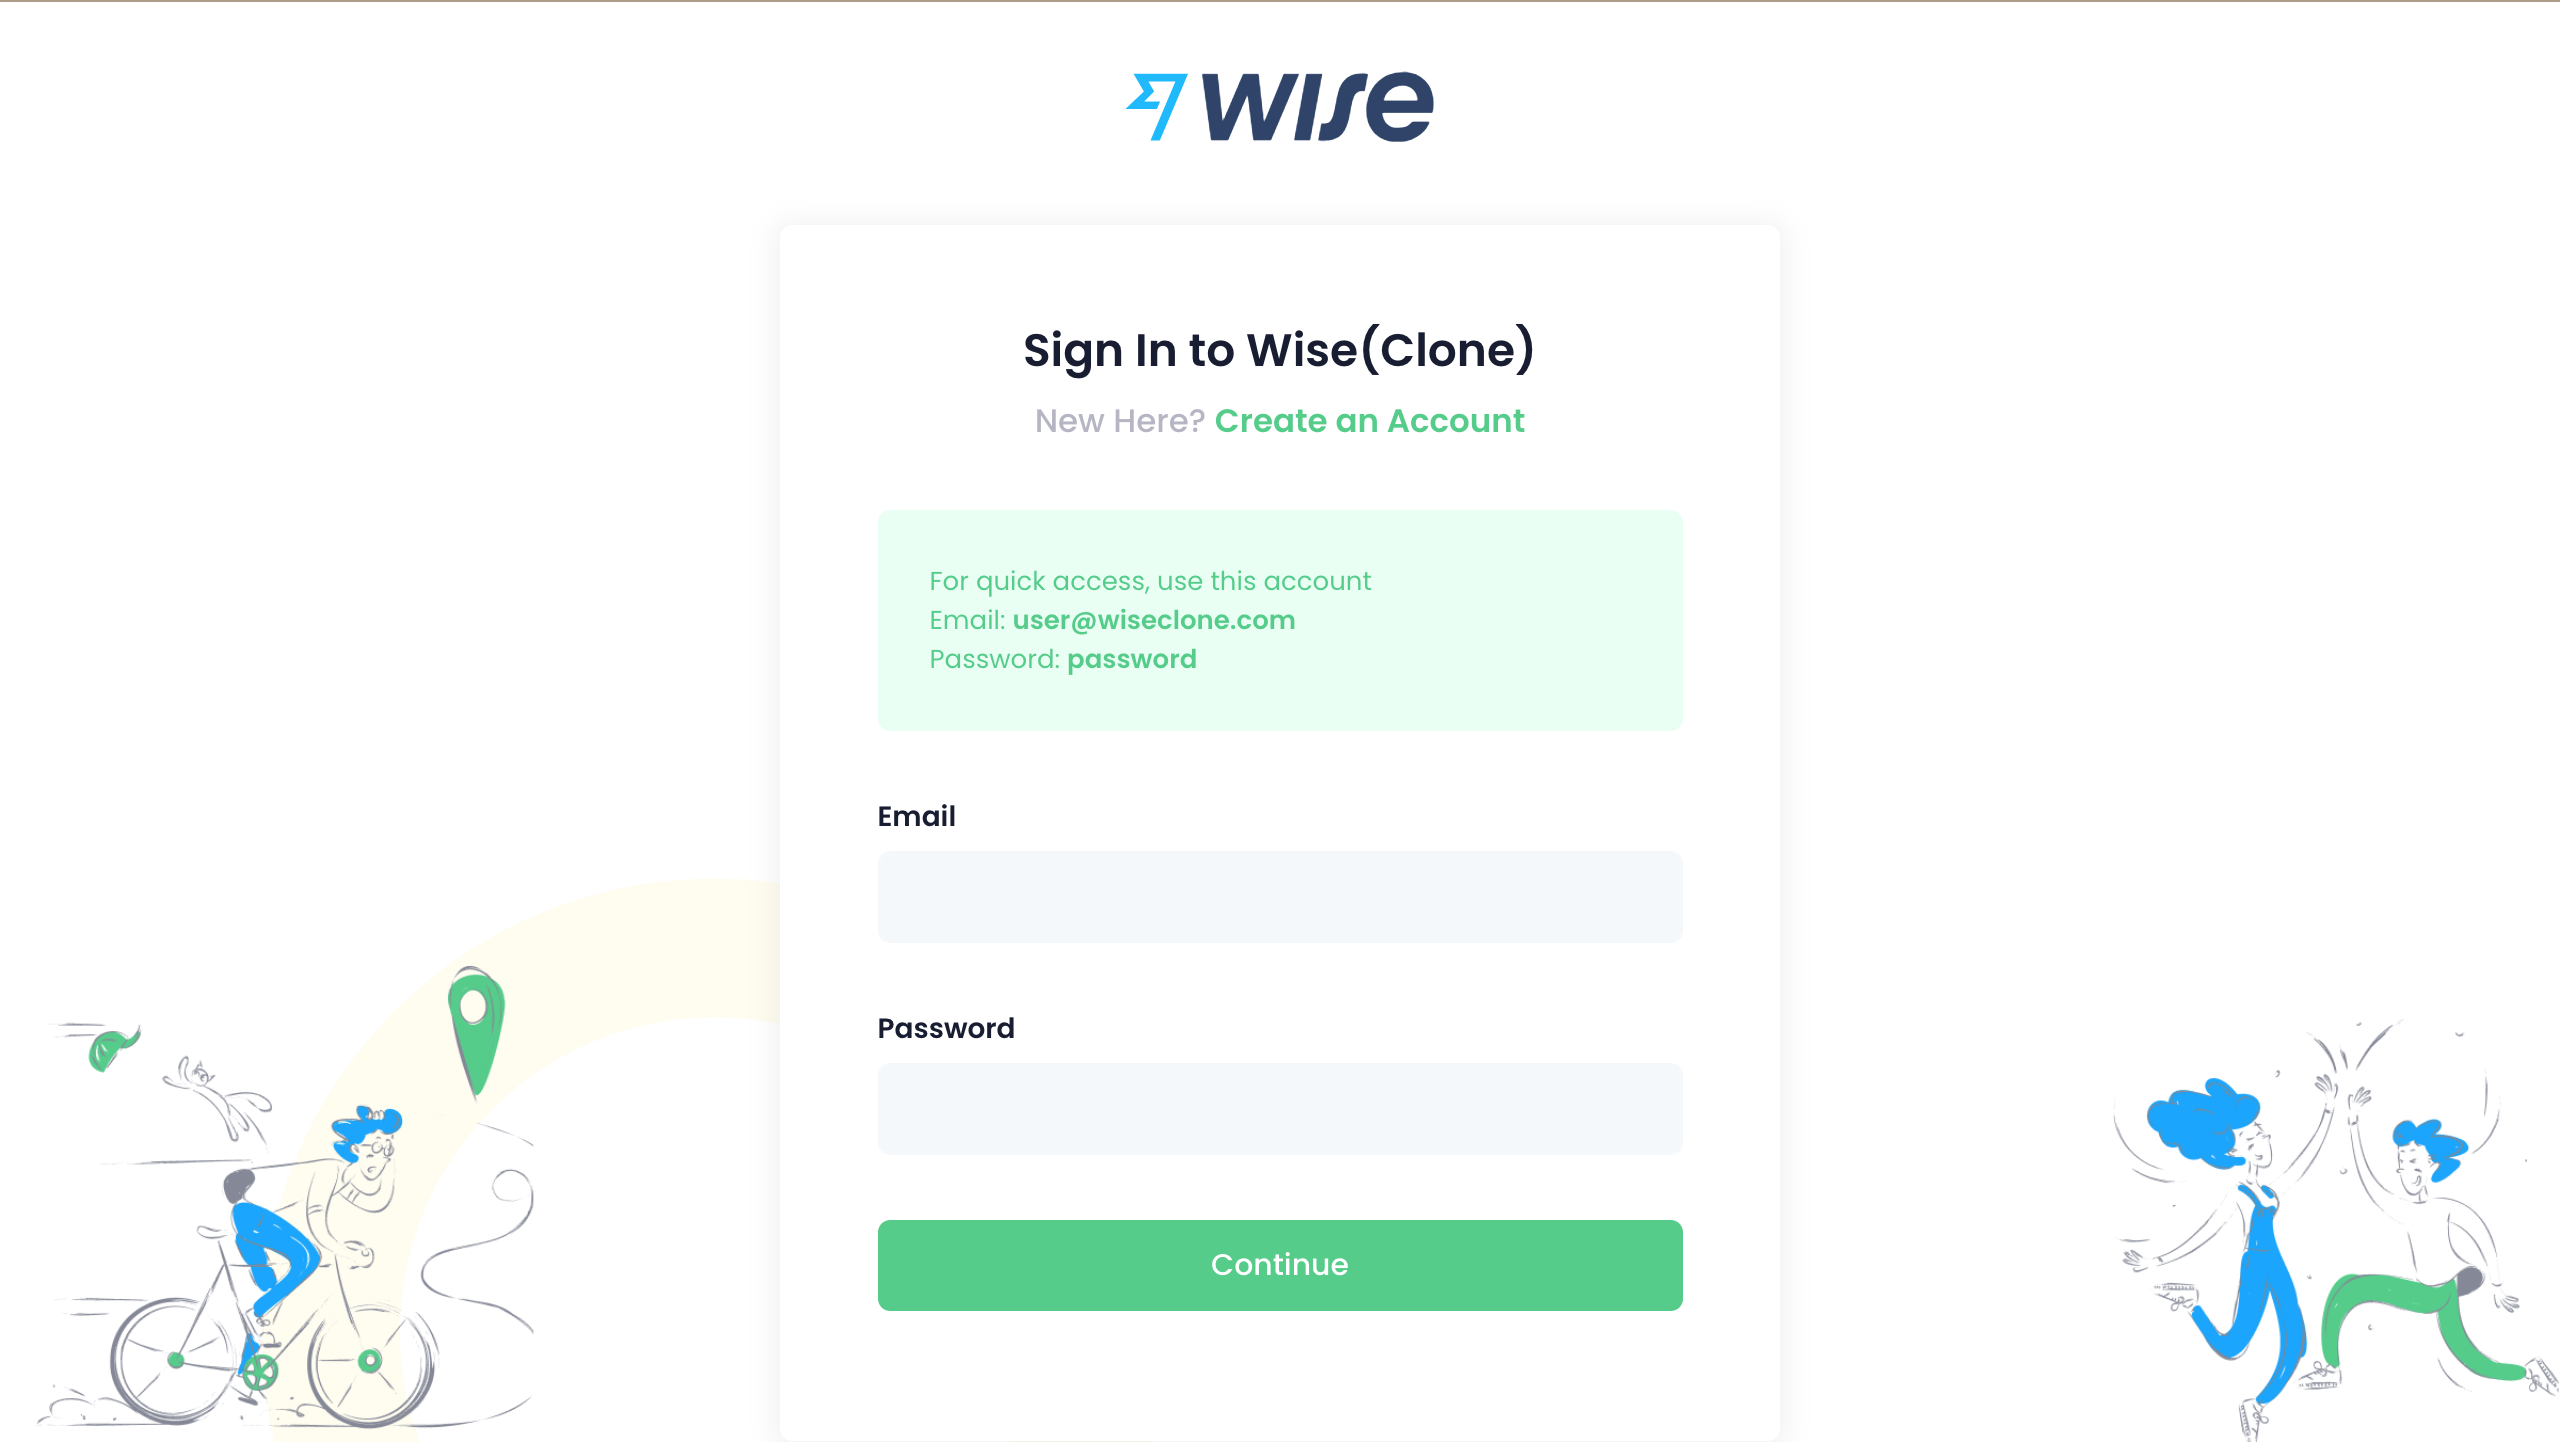 wise
Sign In to Wise(Clone)
New Here? Create an Account
For quick access, use this account
Email: user@wiseclone.com
Password: password
Email
Password
Continue